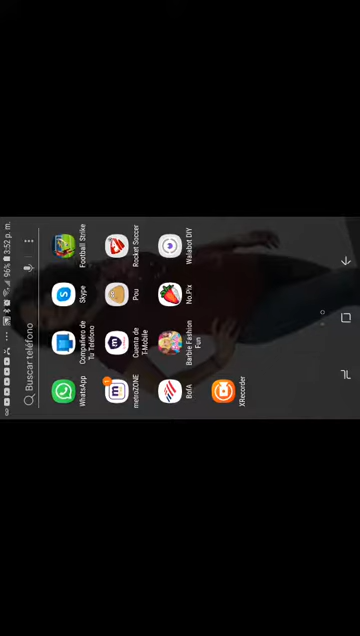 96% 3:52 p. m.
Buscar teléfono
WhatsApp
Compañero de
Tu Teléfono
Skype
Football Strike
metroZONE
Cuenta de
T-Mobile
Pou
Rocket Soccer
BofA
Barbie Fashion
Fun
No.Pix
Walabot DIY
XRecorder